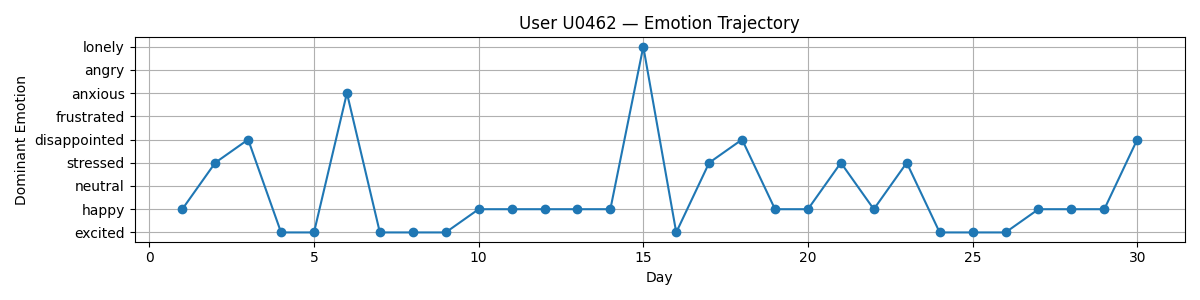 User U0462 — Emotion Trajectory
Dominant Emotion
lonely
angry
anxious
frustrated
disappointed
stressed
neutral
happy
excited
0 5 10 15 20 25 30
Day